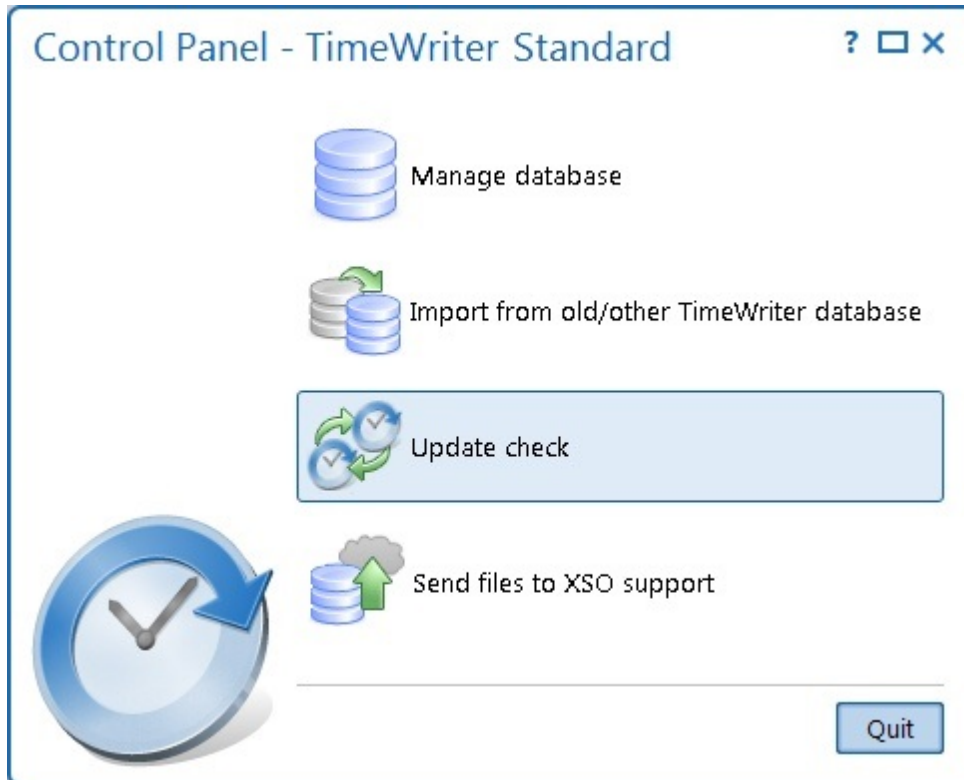 Control Panel - TimeWriter Standard ?
Manage database
Import from old/other TimeWriter database
Update check
Send files to XSO support
Quit